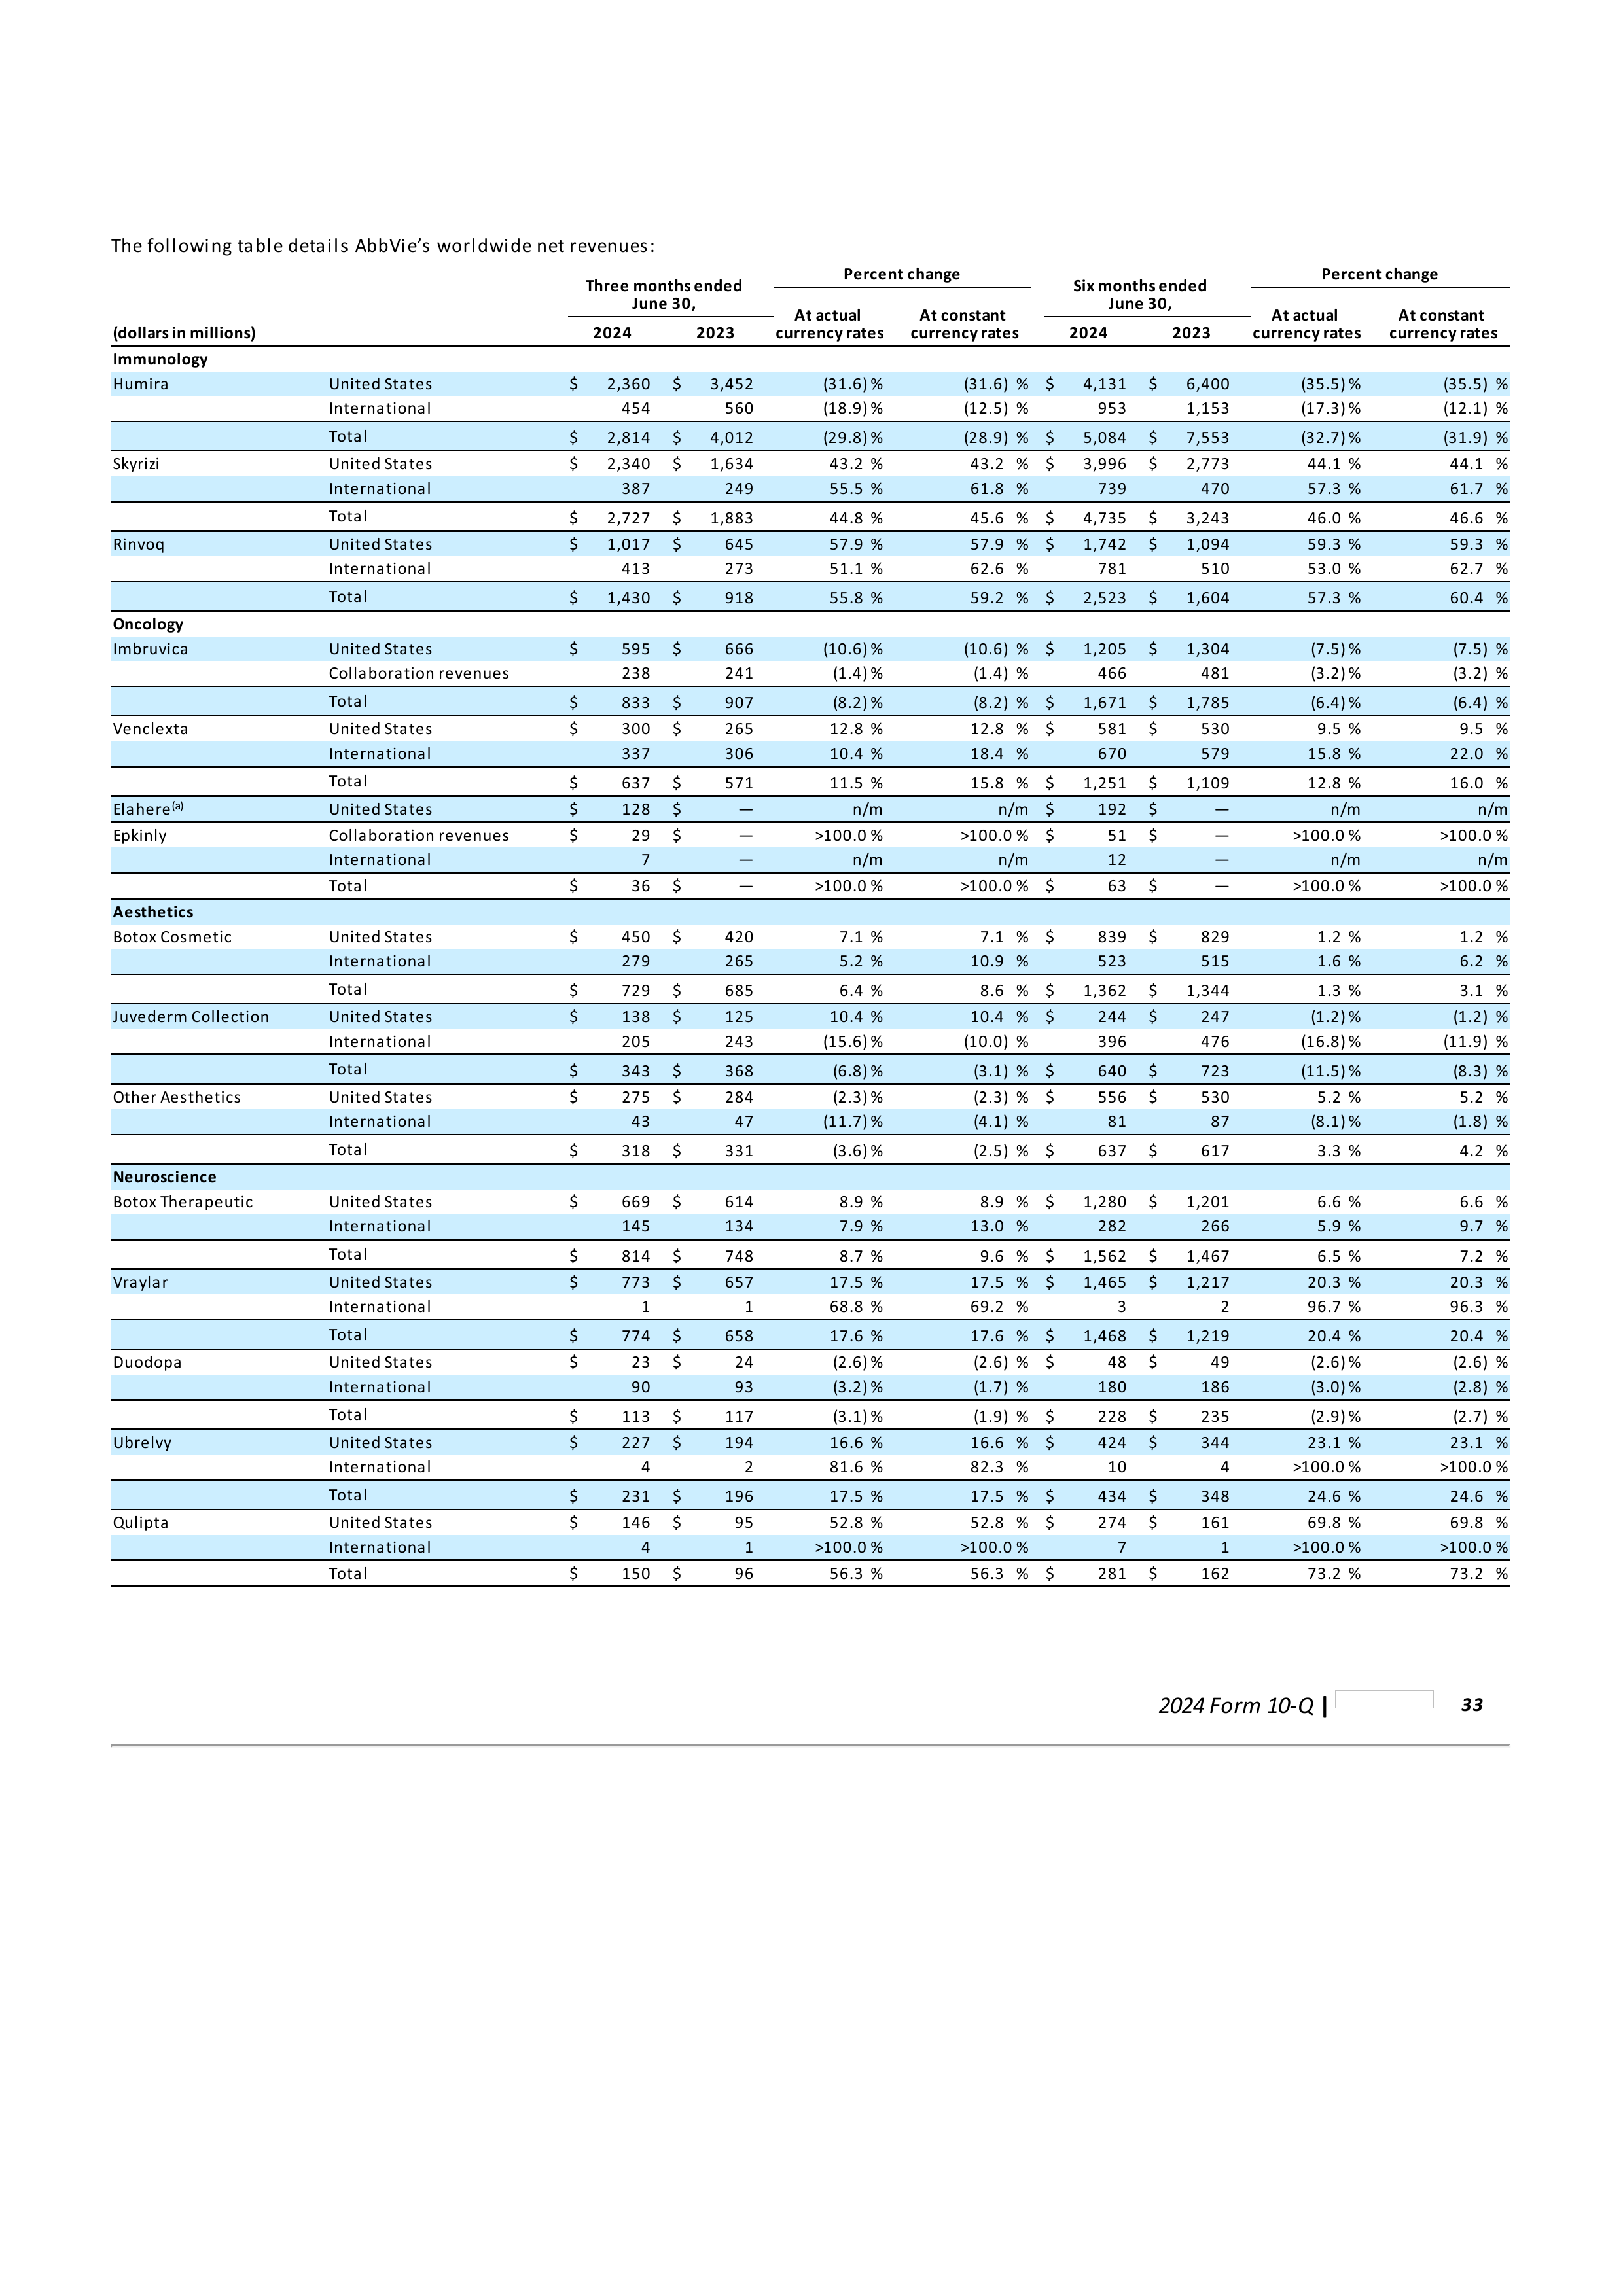 The following table details AbbVie’s worldwide net revenues:
Percent change Percent change
Three months ended June 30, Six months ended June 30,
At actual currency rates At constant currency rates At actual currency rates At constant currency rates
(dollars in millions) 2024 2023 2024 2023
Immunology
Humira United States $ 2,360 $ 3,452 (31.6)% (31.6) % $ 4,131 $ 6,400 (35.5)% (35.5) %
International 454 560 (18.9)% (12.5) % 953 1,153 (17.3)% (12.1) %
Total $ 2,814 $ 4,012 (29.8)% (28.9) % $ 5,084 $ 7,553 (32.7)% (31.9) %
Skyrizi United States $ 2,340 $ 1,634 43.2 % 43.2 % $ 3,996 $ 2,773 44.1 % 44.1 %
International 387 249 55.5 % 61.8 % 739 470 57.3 % 61.7 %
Total $ 2,727 $ 1,883 44.8 % 45.6 % $ 4,735 $ 3,243 46.0 % 46.6 %
Rinvoq United States $ 1,017 $ 645 57.9 % 57.9 % $ 1,742 $ 1,094 59.3 % 59.3 %
International 413 273 51.1 % 62.6 % 781 510 53.0 % 62.7 %
Total $ 1,430 $ 918 55.8 % 59.2 % $ 2,523 $ 1,604 57.3 % 60.4 %
Oncology
Imbruvica United States $ 595 $ 666 (10.6)% (10.6) % $ 1,205 $ 1,304 (7.5)% (7.5) %
Collaboration revenues 238 241 (1.4)% (1.4) % 466 481 (3.2)% (3.2) %
Total $ 833 $ 907 (8.2)% (8.2) % $ 1,671 $ 1,785 (6.4)% (6.4) %
Venclexta United States $ 300 $ 265 12.8 % 12.8 % $ 581 $ 530 9.5 % 9.5 %
International 337 306 10.4 % 18.4 % 670 579 15.8 % 22.0 %
Total $ 637 $ 571 11.5 % 15.8 % $ 1,251 $ 1,109 12.8 % 16.0 %
Elahere(a) United States $ 128 $ — n/m n/m $ 192 $ — n/m n/m
Epkinly Collaboration revenues $ 29 $ — >100.0 % >100.0 % $ 51 $ — >100.0 % >100.0 %
International 7 — n/m n/m 12 — n/m n/m
Total $ 36 $ — >100.0 % >100.0 % $ 63 $ — >100.0 % >100.0 %
Aesthetics
Botox Cosmetic United States $ 450 $ 420 7.1 % 7.1 % $ 839 $ 829 1.2 % 1.2 %
International 279 265 5.2 % 10.9 % 523 515 1.6 % 6.2 %
Total $ 729 $ 685 6.4 % 8.6 % $ 1,362 $ 1,344 1.3 % 3.1 %
Juvederm Collection United States $ 138 $ 125 10.4 % 10.4 % $ 244 $ 247 (1.2)% (1.2) %
International 205 243 (15.6)% (10.0) % 396 476 (16.8)% (11.9) %
Total $ 343 $ 368 (6.8)% (3.1) % $ 640 $ 723 (11.5)% (8.3) %
Other Aesthetics United States $ 275 $ 284 (2.3)% (2.3) % $ 556 $ 530 5.2 % 5.2 %
International 43 47 (11.7)% (4.1) % 81 87 (8.1)% (1.8) %
Total $ 318 $ 331 (3.6)% (2.5) % $ 637 $ 617 3.3 % 4.2 %
Neuroscience
Botox Therapeutic United States $ 669 $ 614 8.9 % 8.9 % $ 1,280 $ 1,201 6.6 % 6.6 %
International 145 134 7.9 % 13.0 % 282 266 5.9 % 9.7 %
Total $ 814 $ 748 8.7 % 9.6 % $ 1,562 $ 1,467 6.5 % 7.2 %
Vraylar United States $ 773 $ 657 17.5 % 17.5 % $ 1,465 $ 1,217 20.3 % 20.3 %
International 1 1 68.8 % 69.2 % 3 2 96.7 % 96.3 %
Total $ 774 $ 658 17.6 % 17.6 % $ 1,468 $ 1,219 20.4 % 20.4 %
Duodopa United States $ 23 $ 24 (2.6)% (2.6) % $ 48 $ 49 (2.6)% (2.6) %
International 90 93 (3.2)% (1.7) % 180 186 (3.0)% (2.8) %
Total $ 113 $ 117 (3.1)% (1.9) % $ 228 $ 235 (2.9)% (2.7) %
Ubrelvy United States $ 227 $ 194 16.6 % 16.6 % $ 424 $ 344 23.1 % 23.1 %
International 4 2 81.6 % 82.3 % 10 4 >100.0 % >100.0 %
Total $ 231 $ 196 17.5 % 17.5 % $ 434 $ 348 24.6 % 24.6 %
Qulipta United States $ 146 $ 95 52.8 % 52.8 % $ 274 $ 161 69.8 % 69.8 %
International 4 1 >100.0 % >100.0 % 7 1 >100.0 % >100.0 %
Total $ 150 $ 96 56.3 % 56.3 % $ 281 $ 162 73.2 % 73.2 %
2024 Form 10-Q | 33